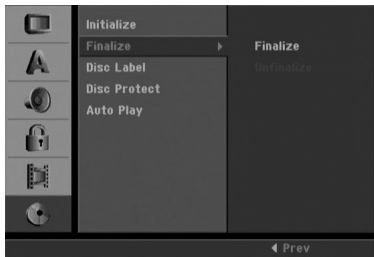 Initialize
Finalize
Disc Label
Disc Protect
Auto Play
Finalize
Unfinalize
Prev